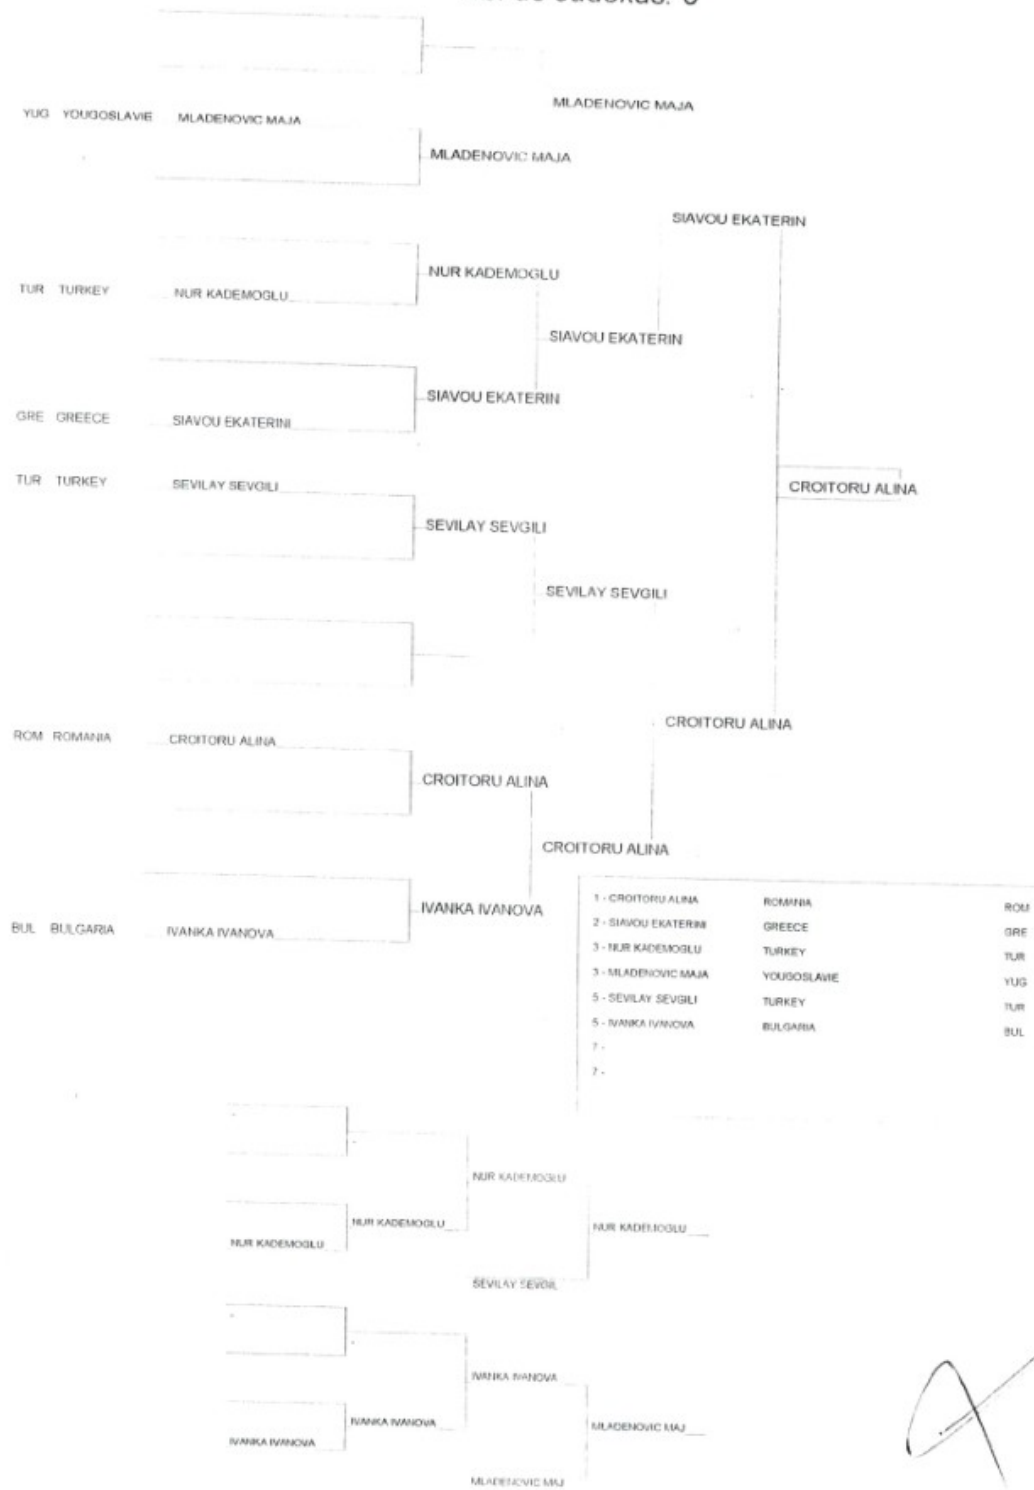 MLADENOVIC MAJA
YUG YOUGOSLAVIE MLADENOVIC MAJA
MLADENOVIC MAJA
SIAVOU EKATERIN
NUR KADEMOGLU
TUR TURKEY NUR KADEMOGLU
SIAVOU EKATERIN
SIAVOU EKATERIN
GRE GREECE SIAVOU EKATERINI
TUR TURKEY SEVILAY SEVGILI
CROITORU ALINA
SEVILAY SEVGILI
SEVILAY SEVGILI
CROITORU ALINA
ROM ROMANIA CROITORU ALINA
CROITORU ALINA
CROITORU ALINA
IVANKA IVANOVA
BUL BULGARIA IVANKA IVANOVA
1 - CROITORU ALINA ROMANIA ROU
2 - SIAVOU EKATERINI GREECE GRE
3 - NUR KADEMOGLU TURKEY TUR
3 - MLADENOVIC MAJA YOUGOSLAVIE YUG
5 - SEVILAY SEVGILI TURKEY TUR
5 - IVANKA IVANOVA BULGARIA BUL
7 -
7 -
NUR KADEMOGLU
NUR KADEMOGLU
NUR KADEMOGLU
NUR KADEMOGLU
SEVILAY SEVGIL
IVANKA IVANOVA
IVANKA IVANOVA
MLADENOVIC MAJ
IVANKA IVANOVA
MLADENOVIC MAJ